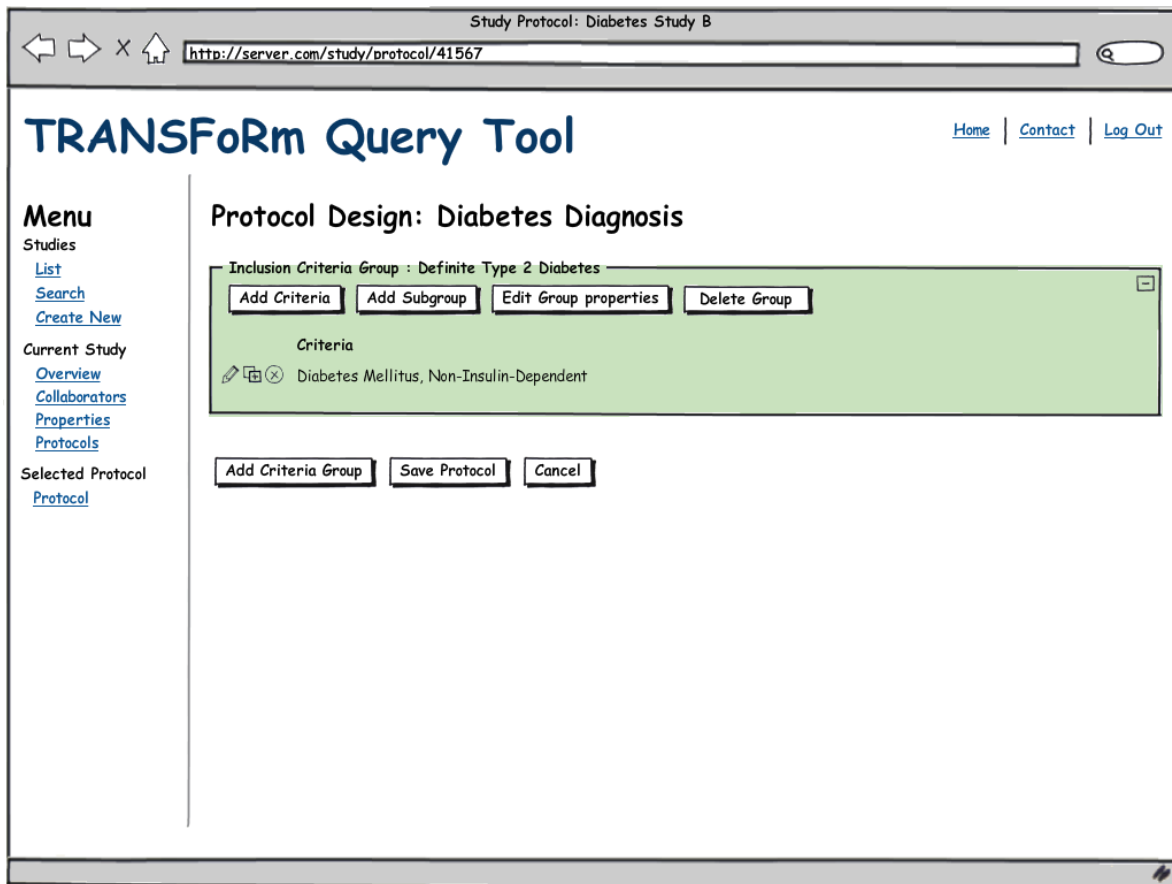 Study Protocol: Diabetes Study B
http://server.com/study/protocol/41567
TRANSFoRm Query Tool
Home | Contact | Log Out
Menu
Studies
List
Search
Create New
Current Study
Overview
Collaborators
Properties
Protocols
Selected Protocol
Protocol
Protocol Design: Diabetes Diagnosis
Inclusion Criteria Group : Definite Type 2 Diabetes
Add Criteria Add Subgroup Edit Group properties Delete Group
Criteria
Diabetes Mellitus, Non-Insulin-Dependent
Add Criteria Group Save Protocol Cancel